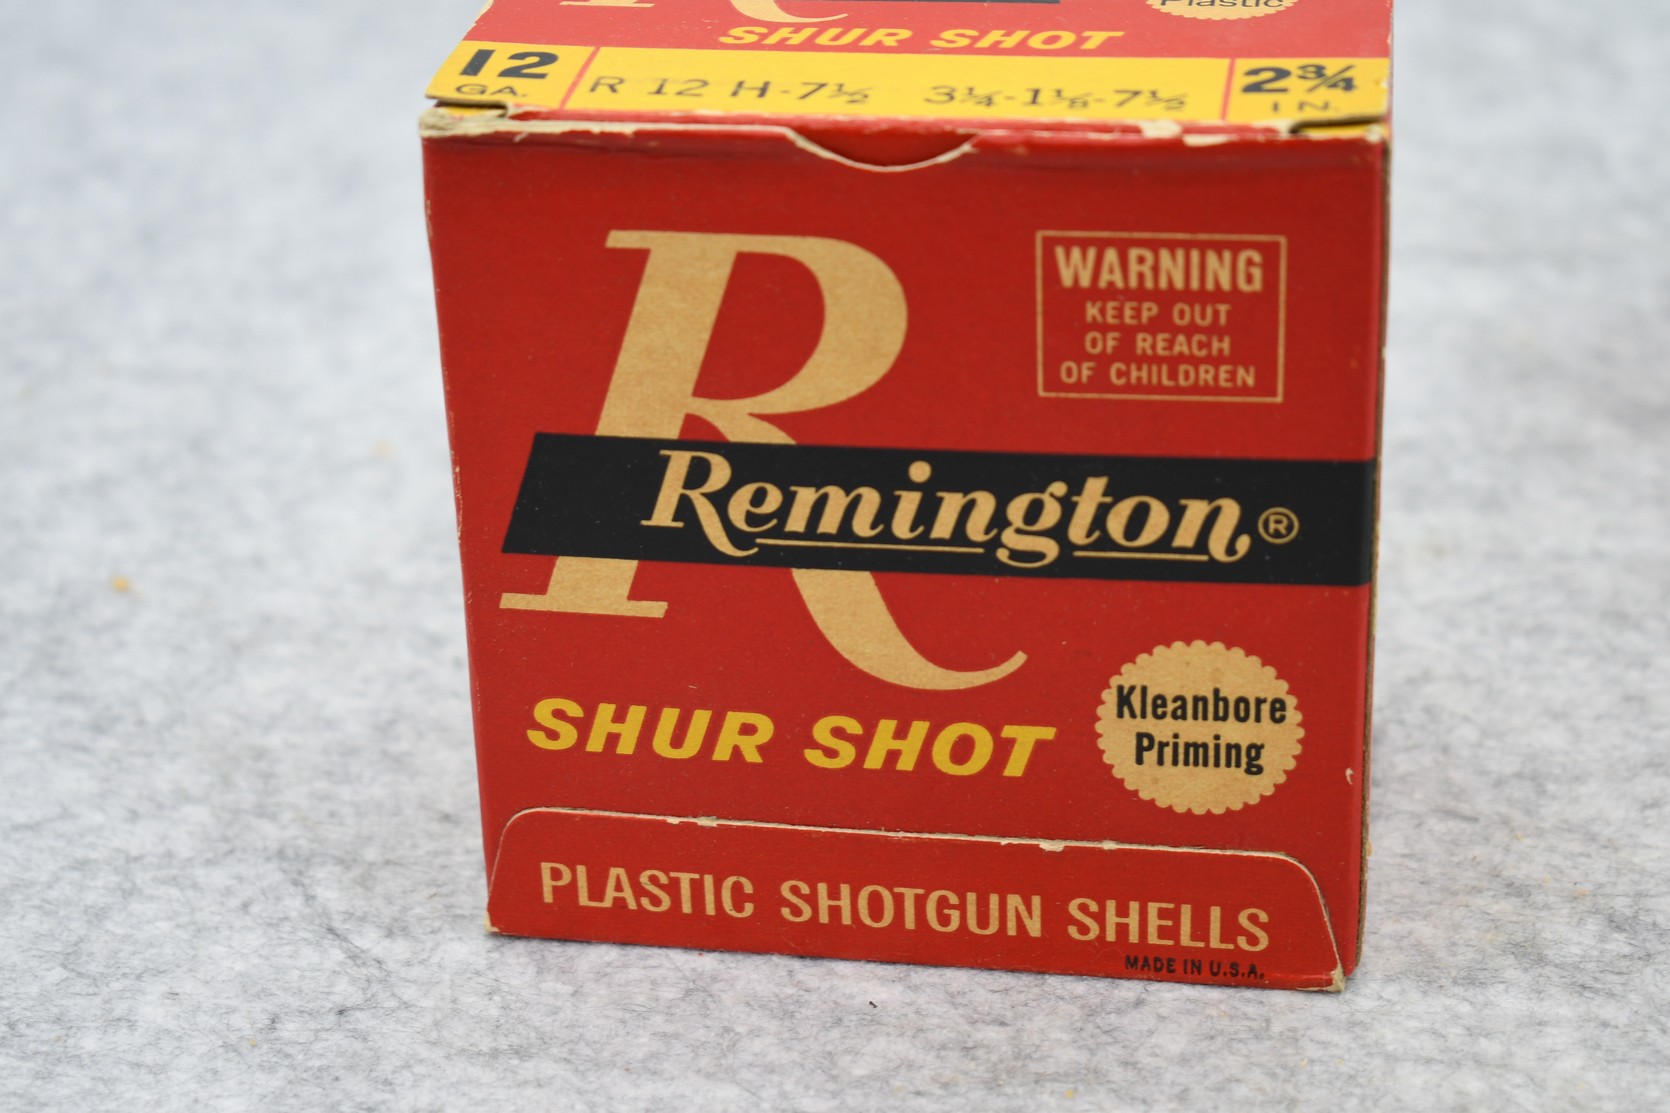 Plastic
SHUR SHOT
12
GA.
R 12 H-7½ 3¼-1⅛-7½
2¾
IN.
WARNING
KEEP OUT
OF REACH
OF CHILDREN
R
Remington®
SHUR SHOT
Kleanbore
Priming
PLASTIC SHOTGUN SHELLS
MADE IN U.S.A.